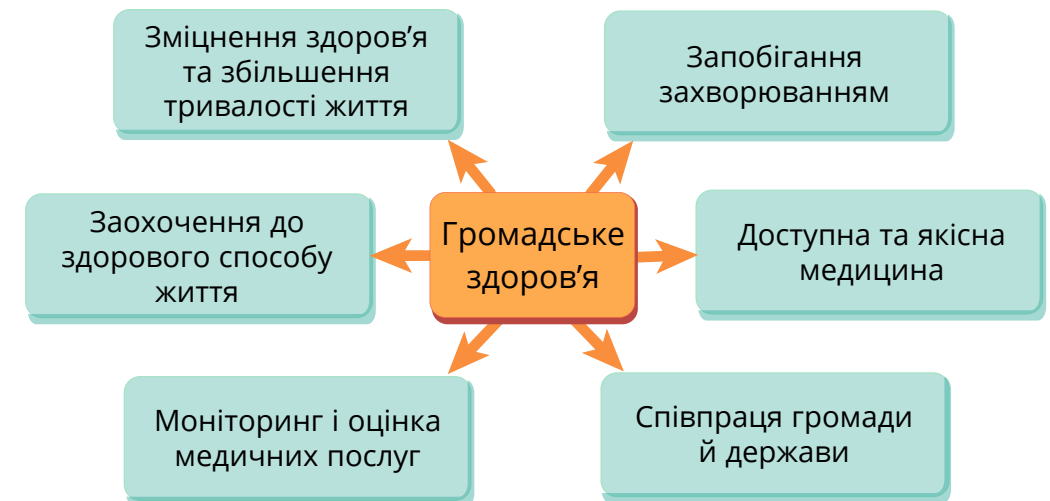 Зміцнення здоров’я
та збільшення
тривалості життя
Запобігання
захворюванням
Заохочення до
здорового способу
життя
Громадське
здоров’я
Доступна та якісна
медицина
Моніторинг і оцінка
медичних послуг
Співпраця громади
й держави